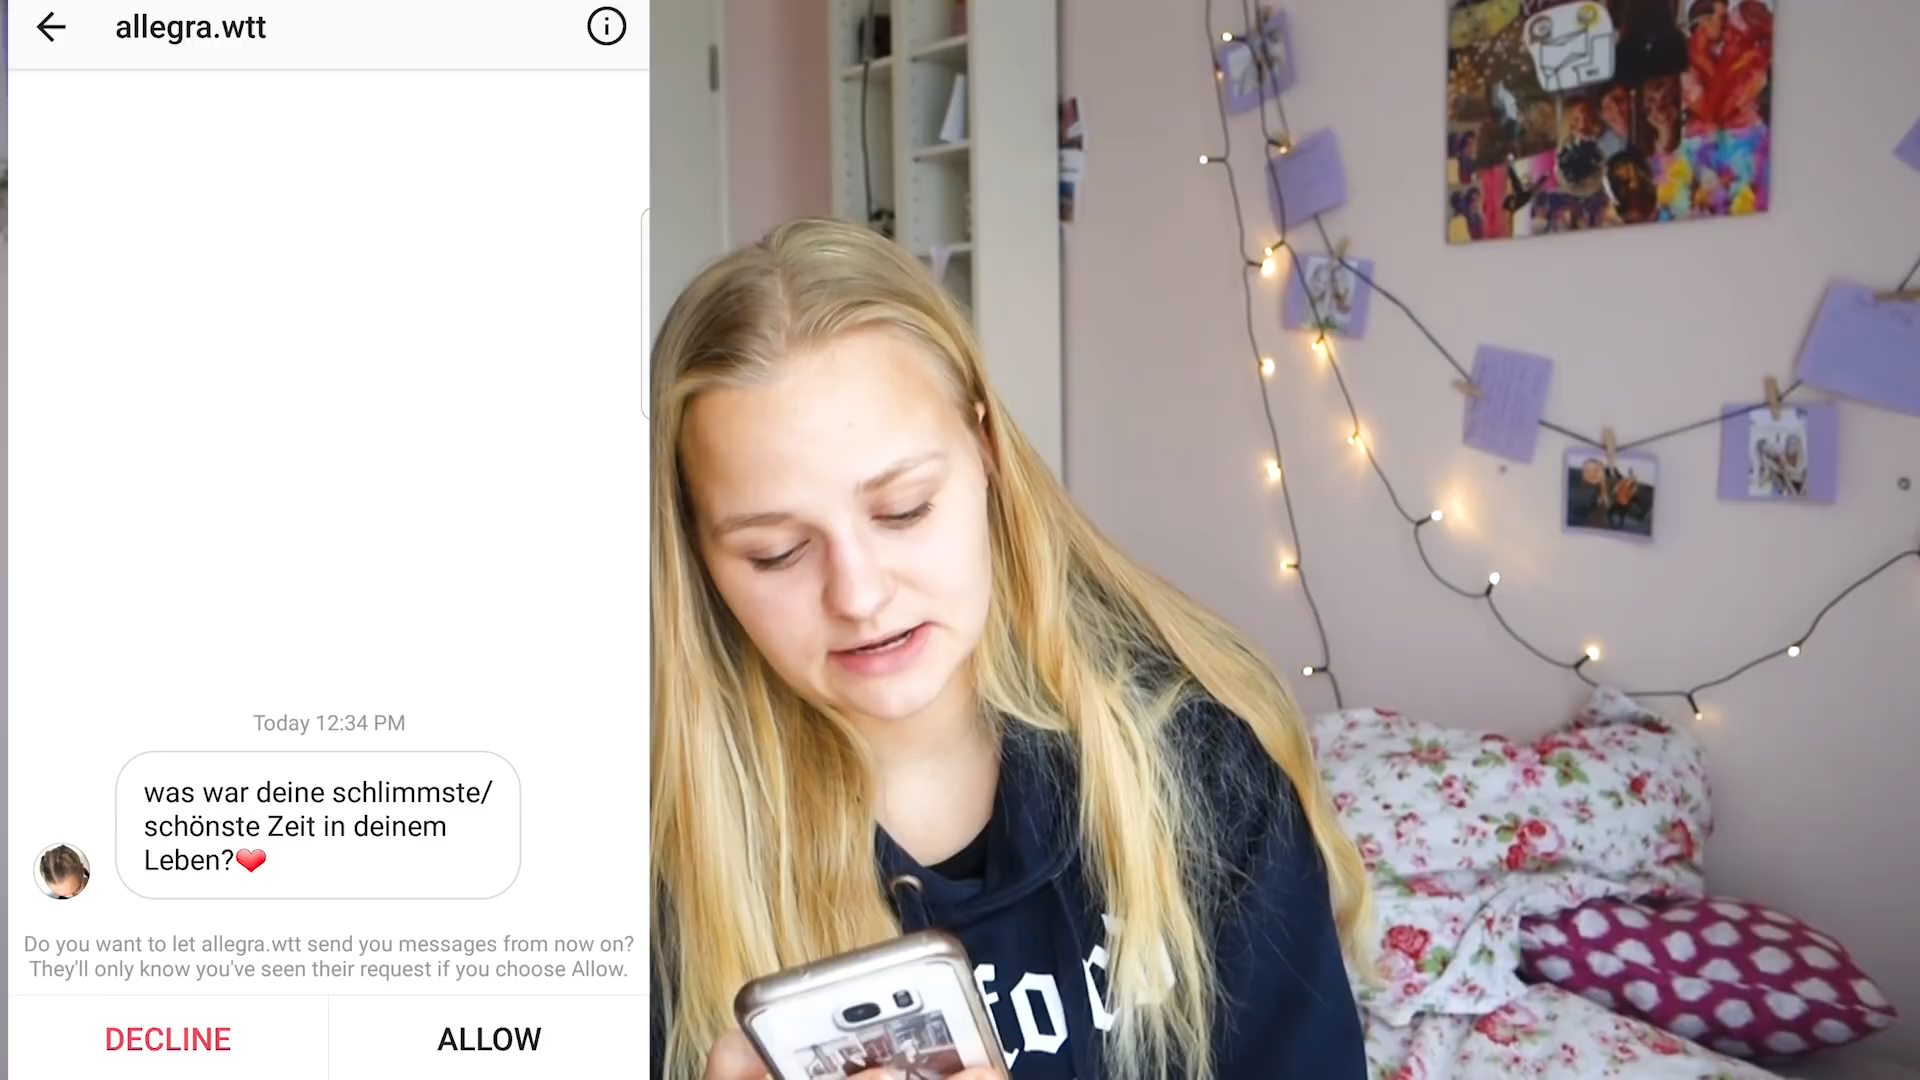 allegra.wtt
Today 12:34 PM
was war deine schlimmste/
schönste Zeit in deinem
Leben?❤
Do you want to let allegra.wtt send you messages from now on?
They'll only know you've seen their request if you choose Allow.
DECLINE
ALLOW